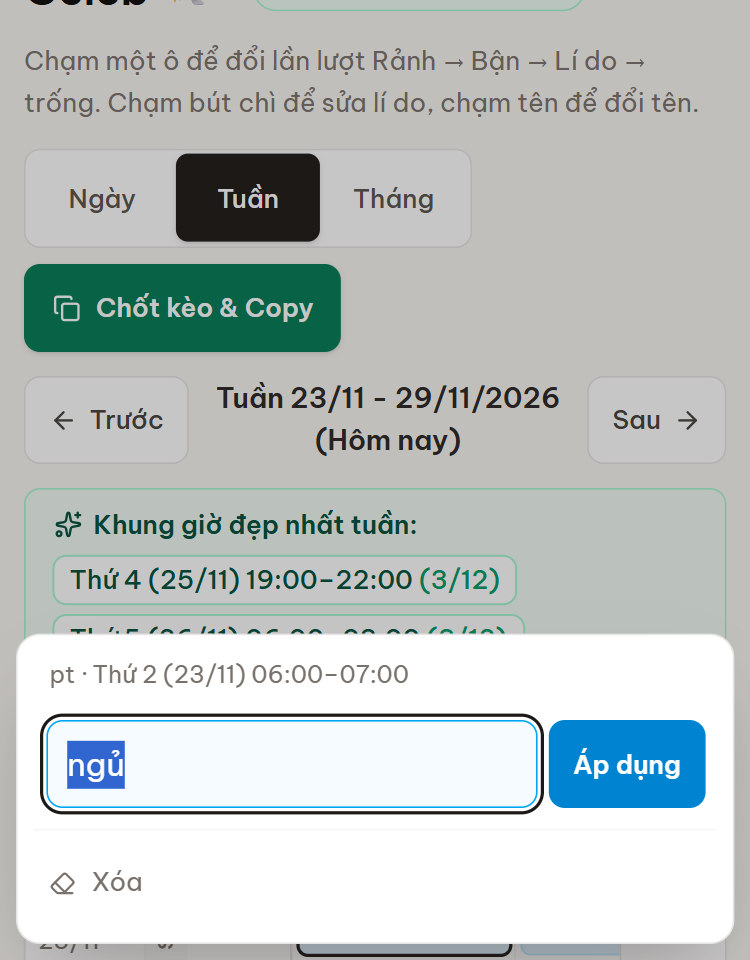 Chạm một ô để đổi lần lượt Rảnh → Bận → Lí do →
trống. Chạm bút chì để sửa lí do, chạm tên để đổi tên.
Ngày
Tuần
Tháng
Chốt kèo & Copy
← Trước
Tuần 23/11 - 29/11/2026
(Hôm nay)
Sau →
Khung giờ đẹp nhất tuần:
Thứ 4 (25/11) 19:00–22:00 (3/12)
pt · Thứ 2 (23/11) 06:00–07:00
ngủ
Áp dụng
Xóa